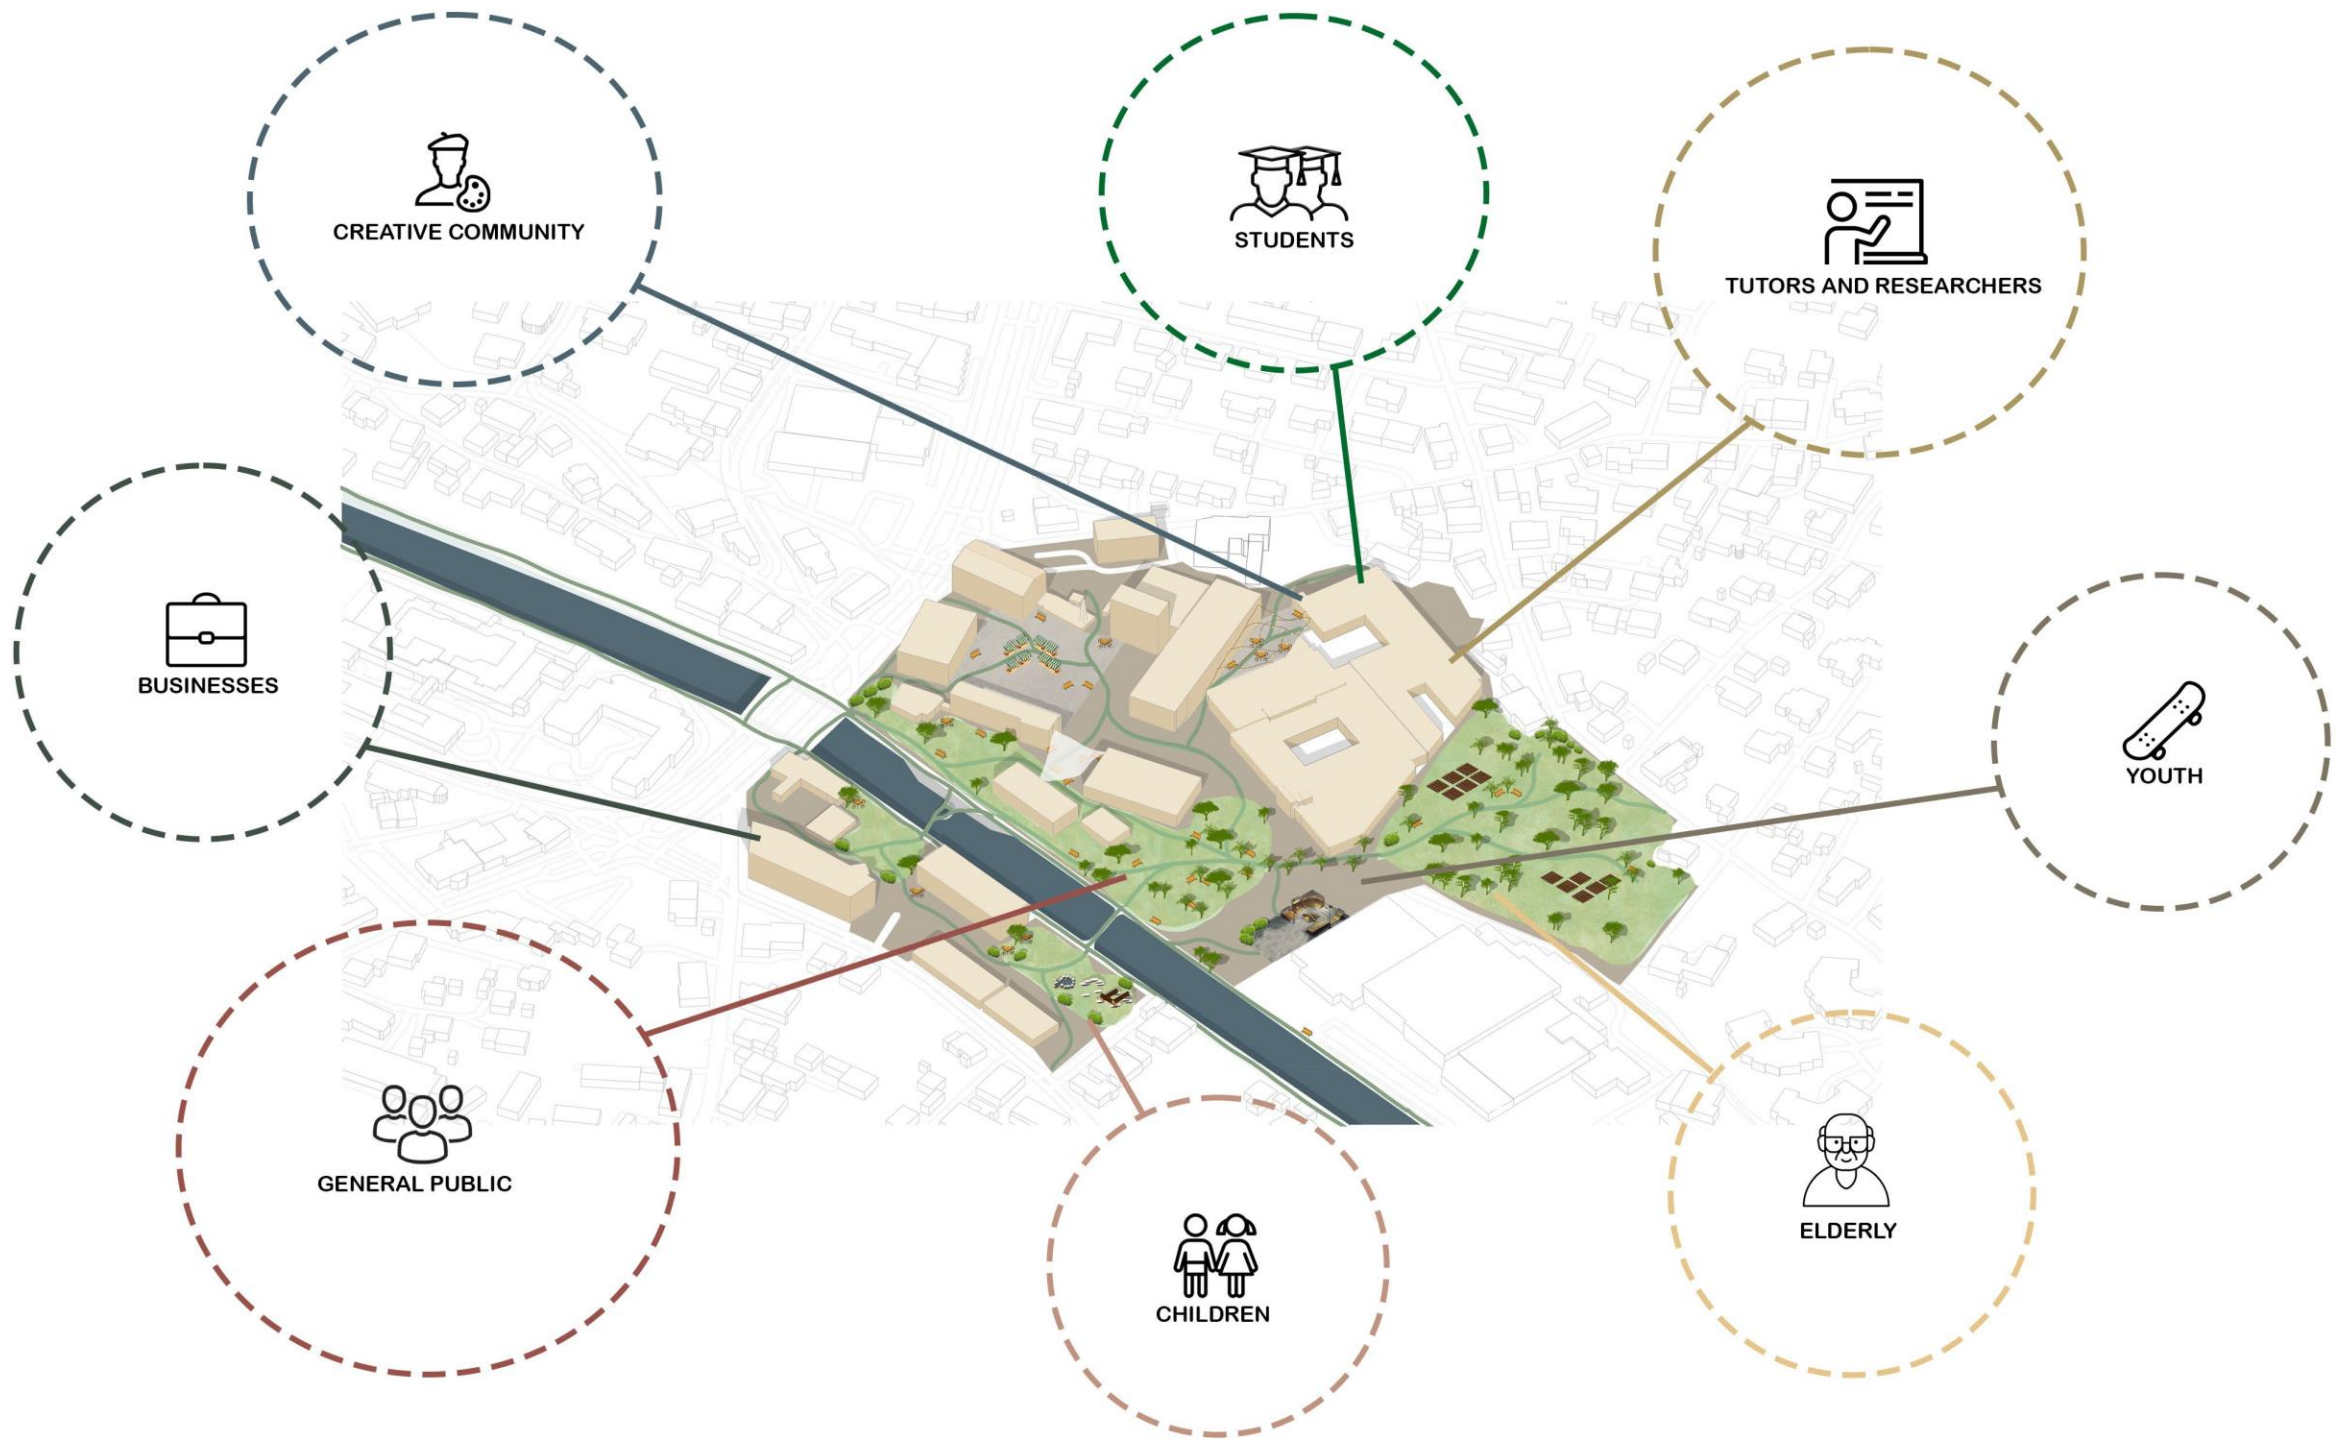 CREATIVE COMMUNITY
STUDENTS
TUTORS AND RESEARCHERS
BUSINESSES
YOUTH
GENERAL PUBLIC
ELDERLY
CHILDREN